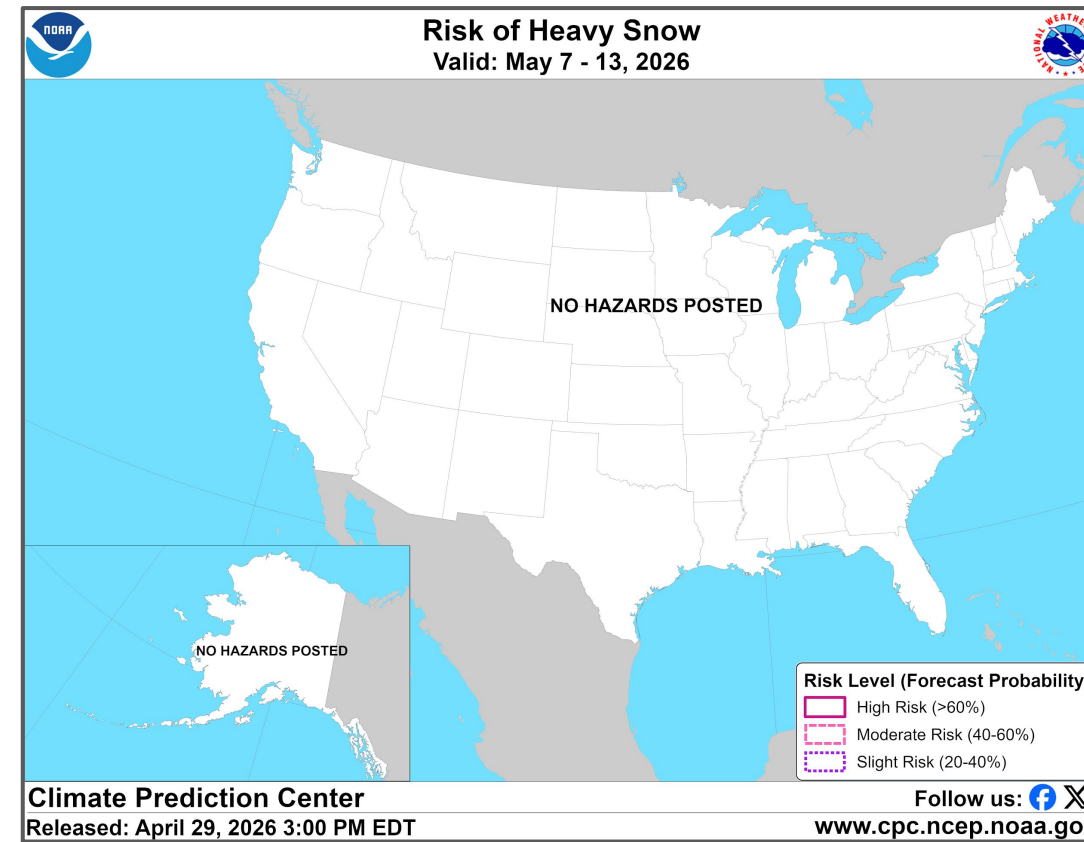 NOAA
Risk of Heavy Snow
Valid: May 7 - 13, 2026
NATIONAL WEATHE
NO HAZARDS POSTED
NO HAZARDS POSTED
Risk Level (Forecast Probability
High Risk (>60%)
Moderate Risk (40-60%)
Slight Risk (20-40%)
Climate Prediction Center
Follow us:
Released: April 29, 2026 3:00 PM EDT
www.cpc.ncep.noaa.go